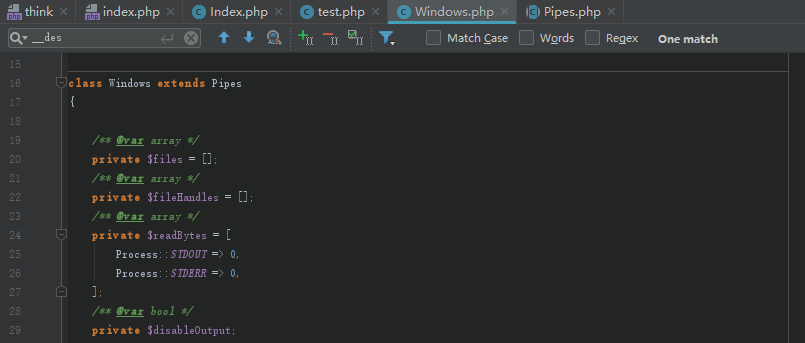 think index.php Index.php test.php Windows.php Pipes.php
__des Match Case Words Regex One match
15
16 class Windows extends Pipes
17 {
18
19 /** @var array */
20 private $files = [];
21 /** @var array */
22 private $fileHandles = [];
23 /** @var array */
24 private $readBytes = [
25 Process::STDOUT => 0,
26 Process::STDERR => 0,
27 ];
28 /** @var bool */
29 private $disableOutput;